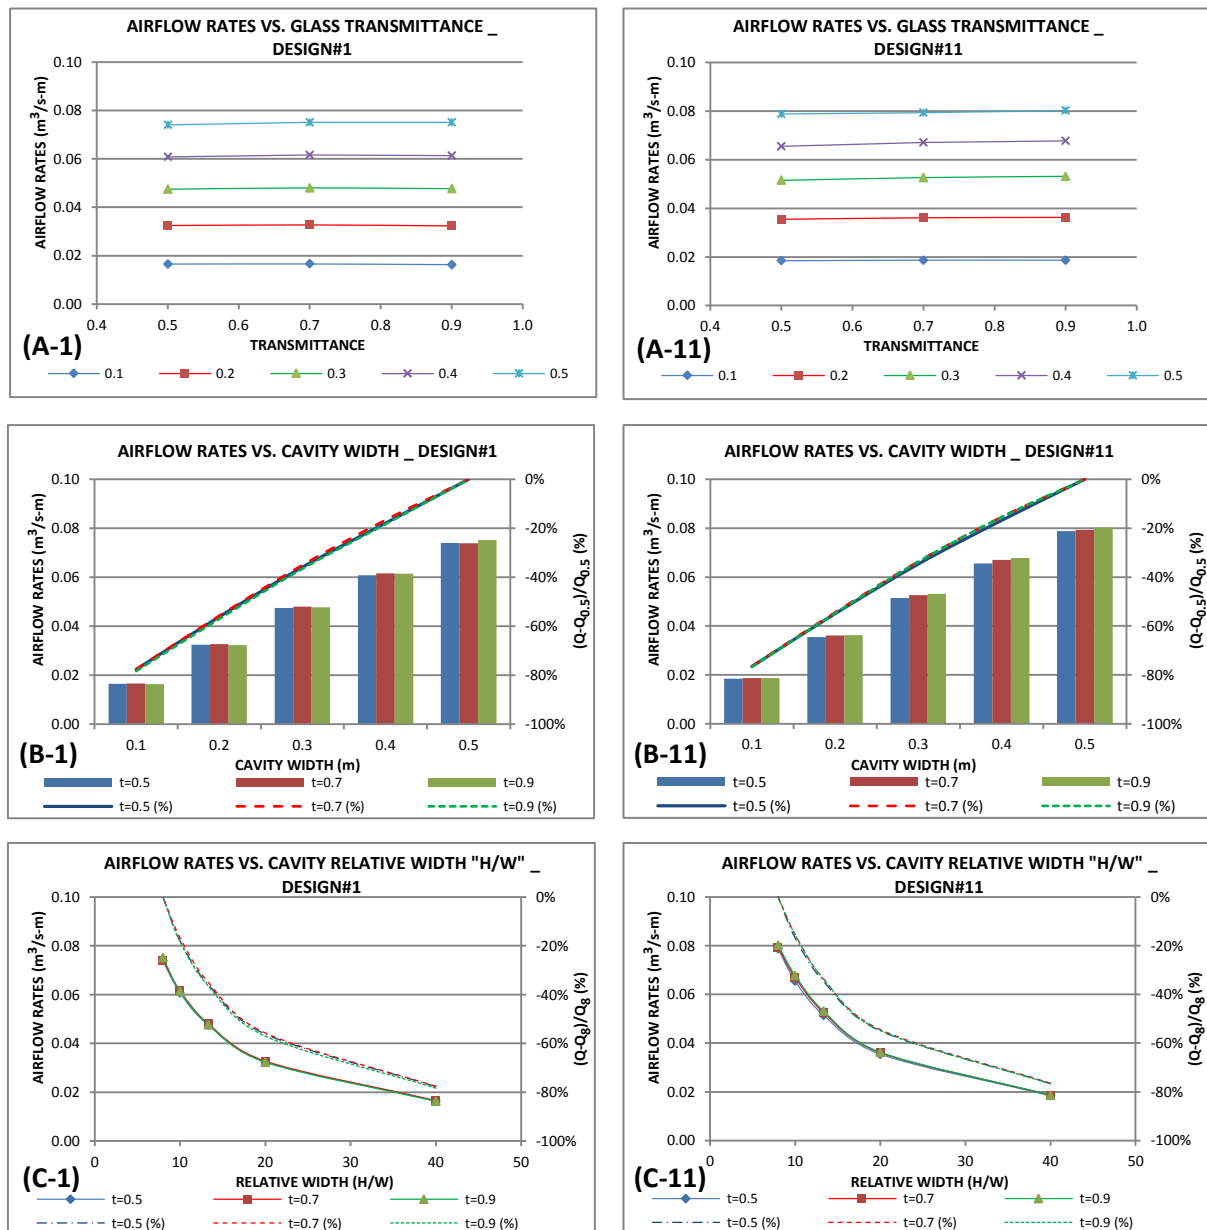 AIRFLOW RATES VS. GLASS TRANSMITTANCE _
DESIGN#1
AIRFLOW RATES (m³/s-m)
0.10
0.08
0.06
0.04
0.02
0.00
0.4 0.5 0.6 0.7 0.8 0.9 1.0
TRANSMITTANCE
(A-1)
0.1 0.2 0.3 0.4 0.5
AIRFLOW RATES VS. GLASS TRANSMITTANCE _
DESIGN#11
AIRFLOW RATES (m³/s-m)
0.10
0.08
0.06
0.04
0.02
0.00
0.4 0.5 0.6 0.7 0.8 0.9 1.0
TRANSMITTANCE
(A-11)
0.1 0.2 0.3 0.4 0.5
AIRFLOW RATES VS. CAVITY WIDTH _ DESIGN#1
AIRFLOW RATES (m³/s-m)
0.10
0.08
0.06
0.04
0.02
0.00
0%
-20%
-40%
-60%
-80%
-100%
(Q-Q0.5)/Q0.5 (%)
0.1 0.2 0.3 0.4 0.5
CAVITY WIDTH (m)
(B-1)
t=0.5 t=0.7 t=0.9
t=0.5 (%) t=0.7 (%) t=0.9 (%)
AIRFLOW RATES VS. CAVITY WIDTH _ DESIGN#11
AIRFLOW RATES (m³/s-m)
0.10
0.08
0.06
0.04
0.02
0.00
0%
-20%
-40%
-60%
-80%
-100%
(Q-Q0.5)/Q0.5 (%)
0.1 0.2 0.3 0.4 0.5
CAVITY WIDTH (m)
(B-11)
t=0.5 t=0.7 t=0.9
t=0.5 (%) t=0.7 (%) t=0.9 (%)
AIRFLOW RATES VS. CAVITY RELATIVE WIDTH "H/W" _
DESIGN#1
AIRFLOW RATES (m³/s-m)
0.10
0.08
0.06
0.04
0.02
0.00
0%
-20%
-40%
-60%
-80%
-100%
(Q-Q8)/Q8 (%)
0 10 20 30 40 50
RELATIVE WIDTH (H/W)
(C-1)
t=0.5 t=0.7 t=0.9
t=0.5 (%) t=0.7 (%) t=0.9 (%)
AIRFLOW RATES VS. CAVITY RELATIVE WIDTH "H/W" _
DESIGN#11
AIRFLOW RATES (m³/s-m)
0.10
0.08
0.06
0.04
0.02
0.00
0%
-20%
-40%
-60%
-80%
-100%
(Q-Q8)/Q8 (%)
0 10 20 30 40 50
RELATIVE WIDTH (H/W)
(C-11)
t=0.5 t=0.7 t=0.9
t=0.5 (%) t=0.7 (%) t=0.9 (%)